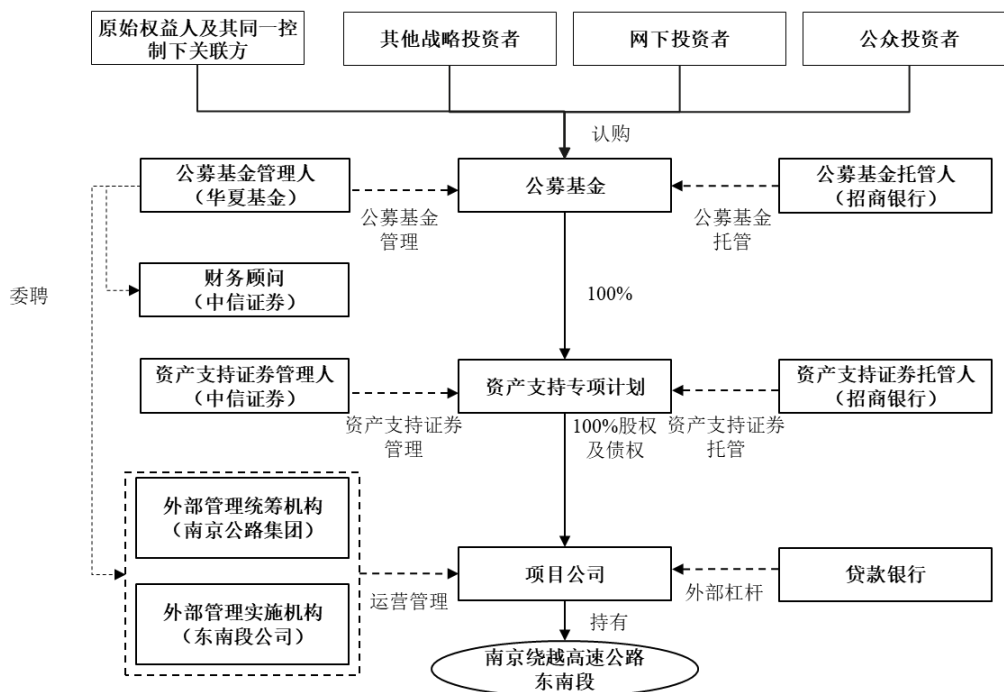 原始权益人及其同一控
制下关联方
其他战略投资者
网下投资者
公众投资者
认购
公募基金管理人
（华夏基金）
公募基金
公募基金托管人
（招商银行）
公募基金
管理
公募基金
托管
财务顾问
（中信证券）
委聘
100%
资产支持证券管理人
（中信证券）
资产支持专项计划
资产支持证券托管人
（招商银行）
资产支持证券
管理
100%股权
及债权
资产支持证券
托管
外部管理统筹机构
（南京公路集团）
项目公司
贷款银行
运营管理
外部杠杆
外部管理实施机构
（东南段公司）
持有
南京绕越高速公路
东南段